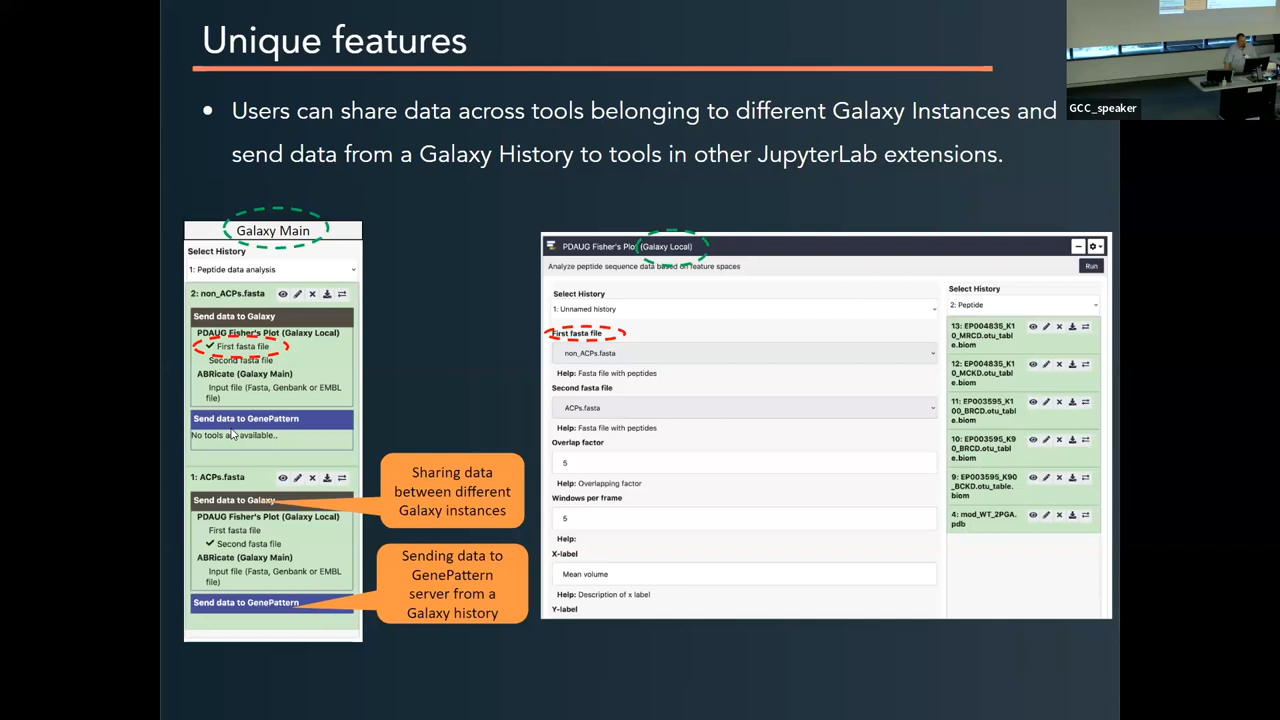 Unique features
GCC_speaker
• Users can share data across tools belonging to different Galaxy Instances and
send data from a Galaxy History to tools in other JupyterLab extensions.
Galaxy Main
Select History
1: Peptide data analysis
2: non_ACPs.fasta
Send data to Galaxy
PDAUG Fisher's Plot (Galaxy Local)
First fasta file
Second fasta file
ABRicate (Galaxy Main)
Input file (Fasta, Genbank or EMBL
file)
Send data to GenePattern
No tools are available..
1: ACPs.fasta
Send data to Galaxy
PDAUG Fisher's Plot (Galaxy Local)
First fasta file
Second fasta file
ABRicate (Galaxy Main)
Input file (Fasta, Genbank or EMBL
file)
Send data to GenePattern
Sharing data
between different
Galaxy instances
Sending data to
GenePattern
server from a
Galaxy history
PDAUG Fisher's Plot (Galaxy Local)
Analyze peptide sequence data based on feature spaces
Run
Select History
1: Unnamed history
First fasta file
non_ACPs.fasta
Help: Fasta file with peptides
Second fasta file
ACPs.fasta
Help: Fasta file with peptides
Overlap factor
5
Help: Overlapping factor
Windows per frame
5
Help:
X-label
Mean volume
Help: Description of x label
Y-label
Select History
2: Peptide
13: EP004835_K1
0_MRCD.otu_tabl
e.biom
12: EP004835_K1
0_MCKD.otu_tabl
e.biom
11: EP003595_K1
00_BRCD.otu_tabl
e.biom
10: EP003595_K9
0_BRCD.otu_tabl
e.biom
9: EP003595_K90
_BCKD.otu_table.
biom
4: mod_WT_2PGA.
pdb